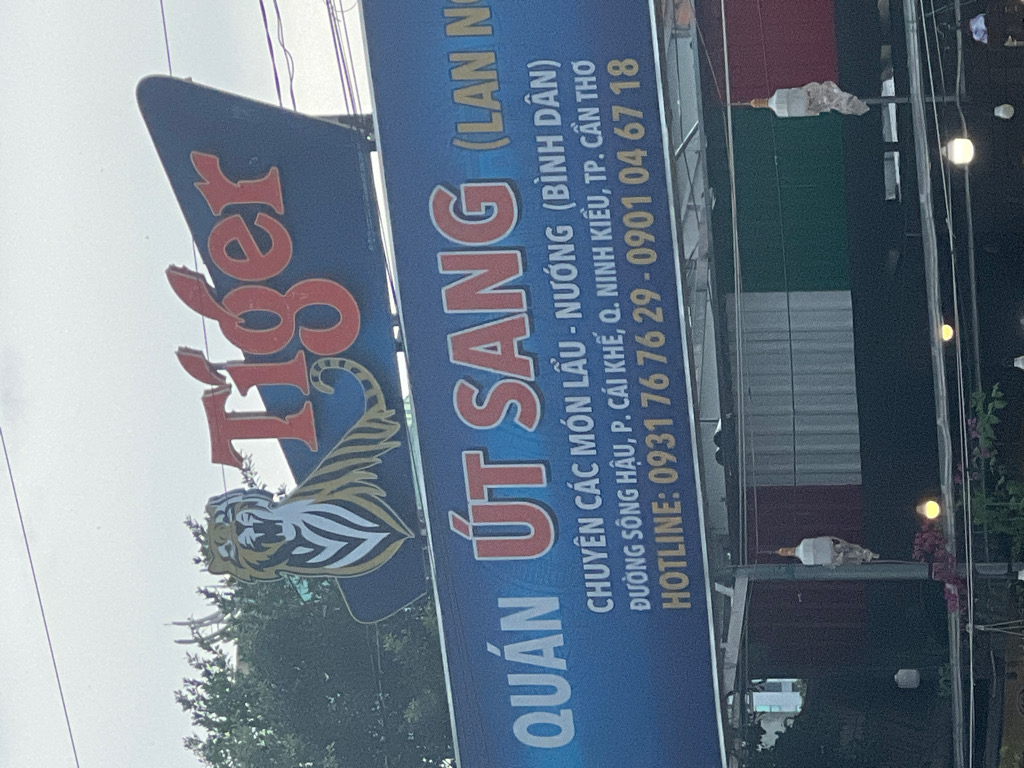 Tiger
QUÁN ÚT SANG (LAN
CHUYÊN CÁC MÓN LẨU - NƯỚNG (BÌNH DÂN)
ĐƯỜNG SÔNG HẬU, P. CÁI KHẾ, Q. NINH KIỀU, TP. CẦN THƠ
HOTLINE: 0931 76 76 29 - 0901 04 67 18